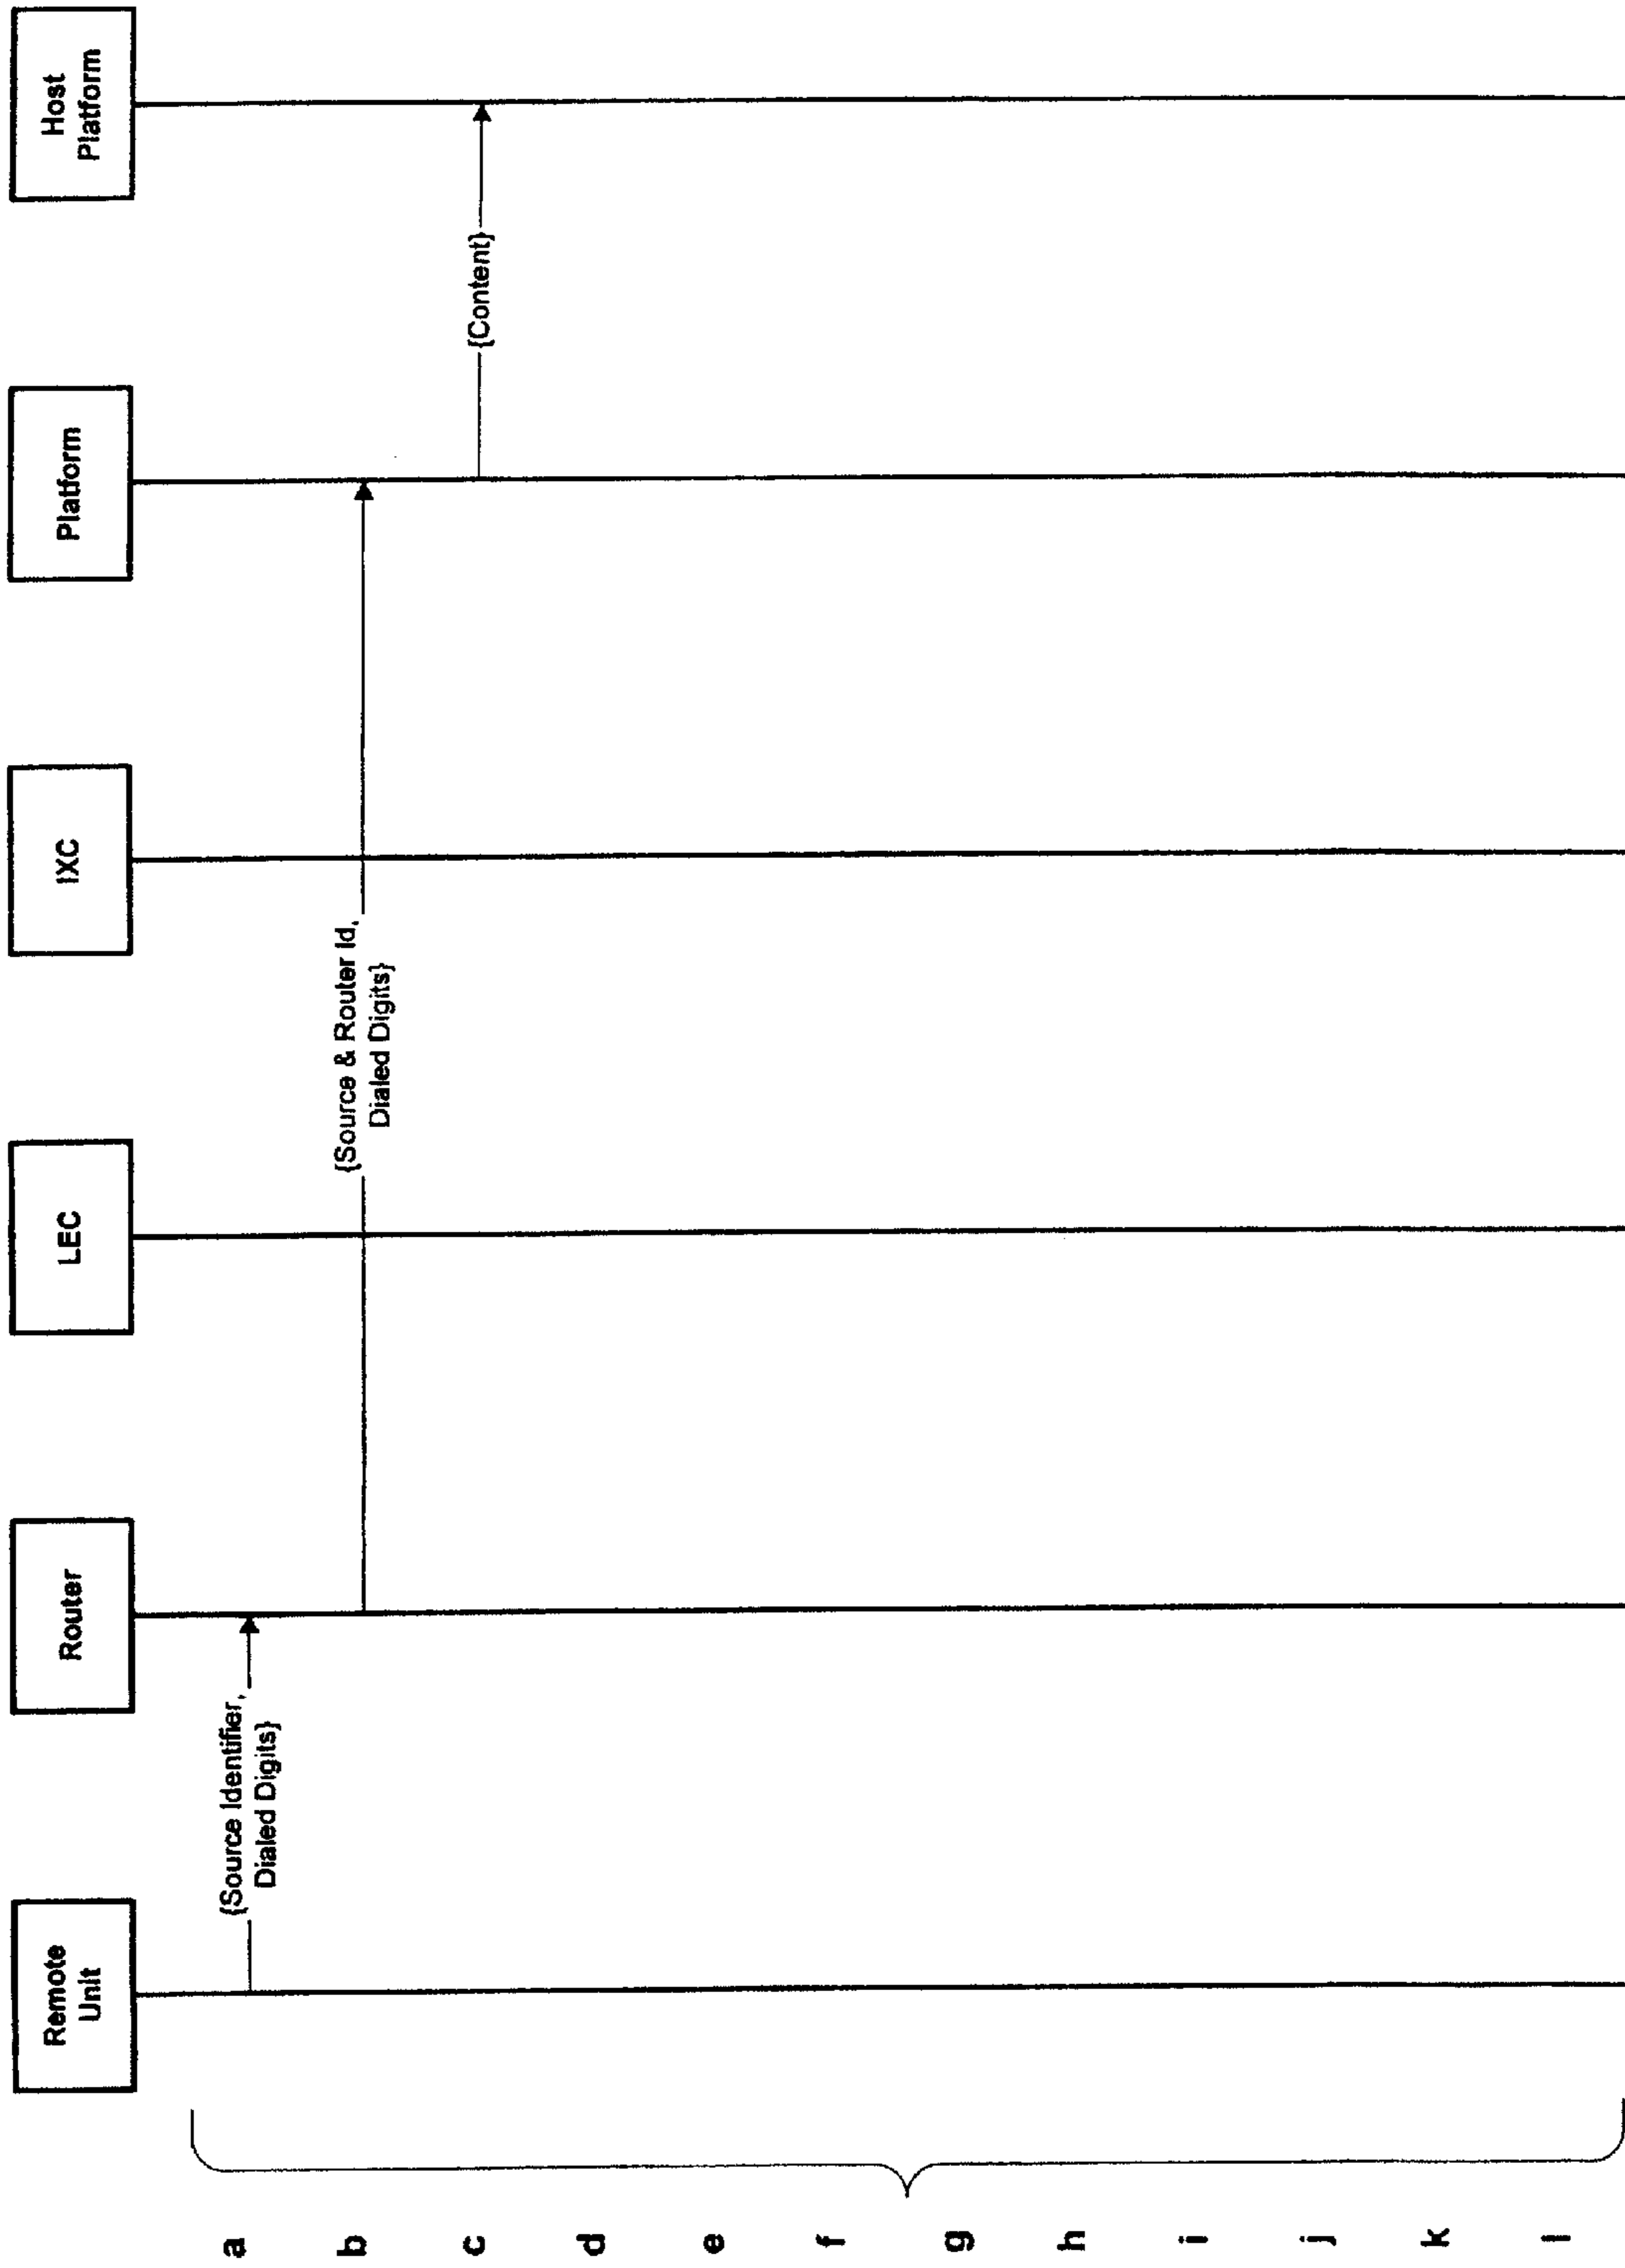 Remote
Unit
Router
LEC
IXC
Platform
Host
Platform
a
{Source Identifier,
Dialed Digits}
b
{Source & Router Id,
Dialed Digits}
c
{Content}
d
e
f
g
h
i
j
k
l